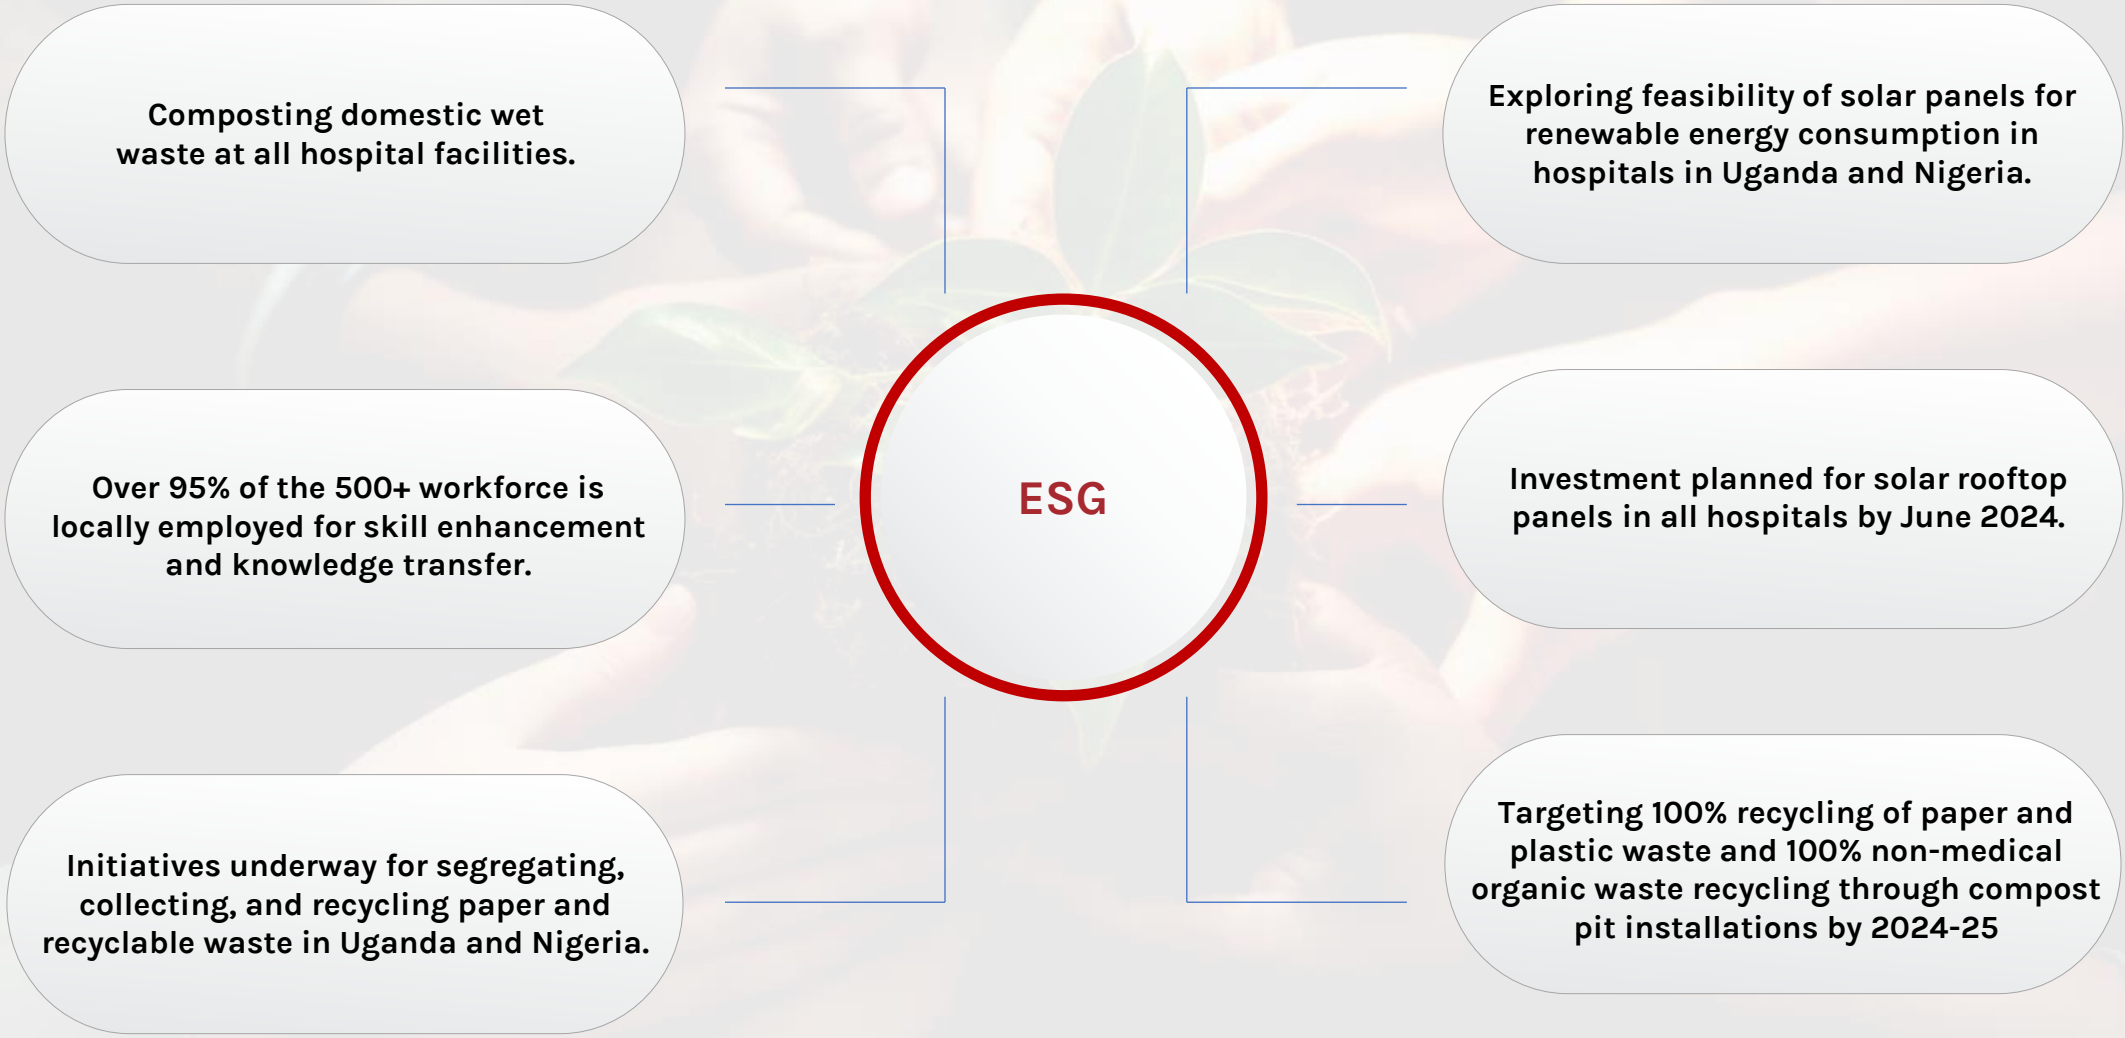 Composting domestic wet
waste at all hospital facilities.
Over 95% of the 500+ workforce is
locally employed for skill enhancement
and knowledge transfer.
Initiatives underway for segregating,
collecting, and recycling paper and
recyclable waste in Uganda and Nigeria.
ESG
Exploring feasibility of solar panels for
renewable energy consumption in
hospitals in Uganda and Nigeria.
Investment planned for solar rooftop
panels in all hospitals by June 2024.
Targeting 100% recycling of paper and
plastic waste and 100% non-medical
organic waste recycling through compost
pit installations by 2024-25